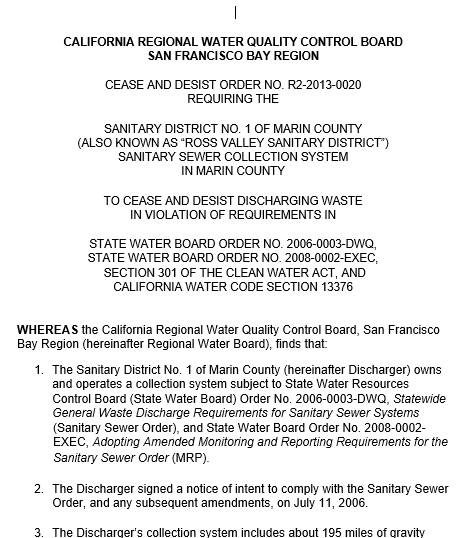 CALIFORNIA REGIONAL WATER QUALITY CONTROL BOARD
SAN FRANCISCO BAY REGION
CEASE AND DESIST ORDER NO. R2-2013-0020
REQUIRING THE
SANITARY DISTRICT NO. 1 OF MARIN COUNTY
(ALSO KNOWN AS “ROSS VALLEY SANITARY DISTRICT”)
SANITARY SEWER COLLECTION SYSTEM
IN MARIN COUNTY
TO CEASE AND DESIST DISCHARGING WASTE
IN VIOLATION OF REQUIREMENTS IN
STATE WATER BOARD ORDER NO. 2006-0003-DWQ,
STATE WATER BOARD ORDER NO. 2008-0002-EXEC,
SECTION 301 OF THE CLEAN WATER ACT, AND
CALIFORNIA WATER CODE SECTION 13376
WHEREAS the California Regional Water Quality Control Board, San Francisco
Bay Region (hereinafter Regional Water Board), finds that:
1. The Sanitary District No. 1 of Marin County (hereinafter Discharger) owns
and operates a collection system subject to State Water Resources
Control Board (State Water Board) Order No. 2006-0003-DWQ, Statewide
General Waste Discharge Requirements for Sanitary Sewer Systems
(Sanitary Sewer Order), and State Water Board Order No. 2008-0002-
EXEC, Adopting Amended Monitoring and Reporting Requirements for the
Sanitary Sewer Order (MRP).
2. The Discharger signed a notice of intent to comply with the Sanitary Sewer
Order, and any subsequent amendments, on July 11, 2006.
3. The Discharger’s collection system includes about 195 miles of gravity